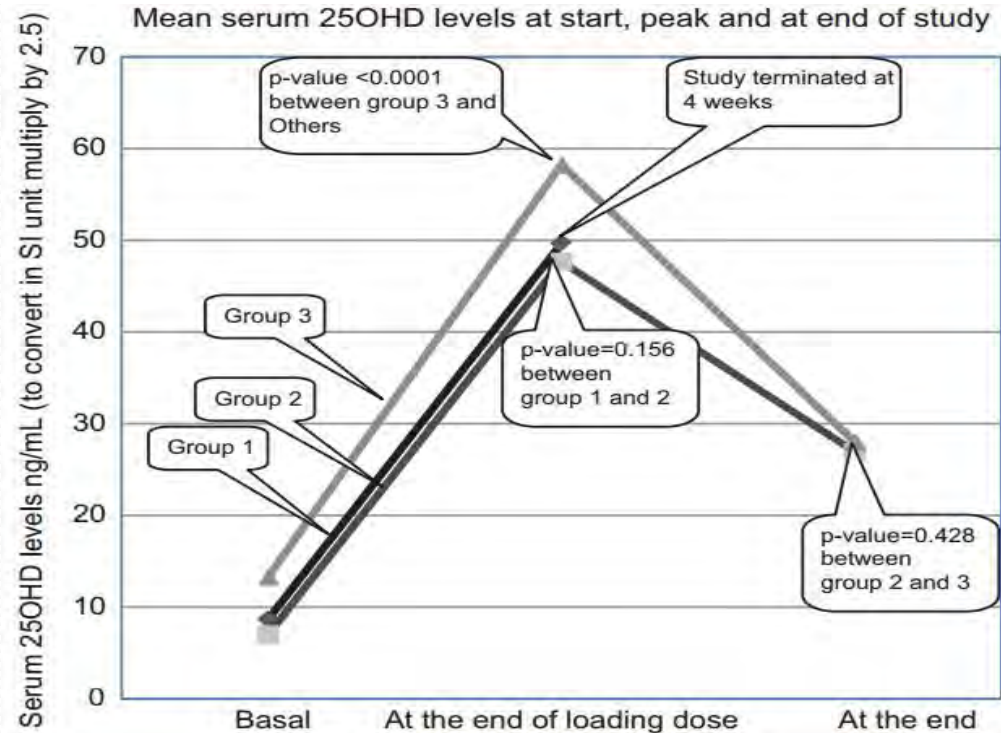 Mean serum 25OHD levels at start, peak and at end of study
Serum 25OHD levels ng/mL (to convert in SI unit multiply by 2.5)
70
60
50
40
30
20
10
0
p-value <0.0001
between group 3 and
Others
Study terminated at
4 weeks
Group 3
Group 2
Group 1
p-value=0.156
between
group 1 and 2
p-value=0.428
between
group 2 and 3
Basal
At the end of loading dose
At the end